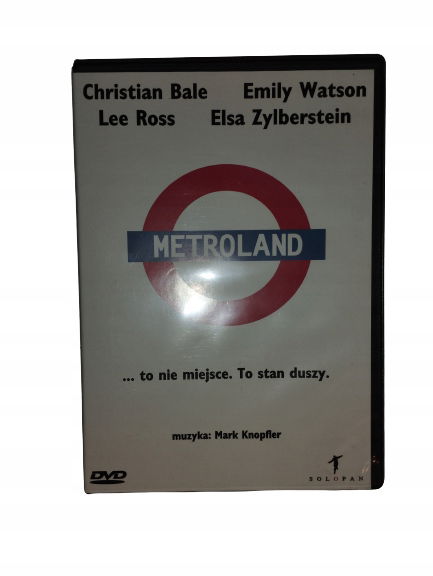 Christian Bale Emily Watson
Lee Ross Elsa Zylberstein
METROLAND
... to nie miejsce. To stan duszy.
muzyka: Mark Knopfler
DVD
SOLOPAN